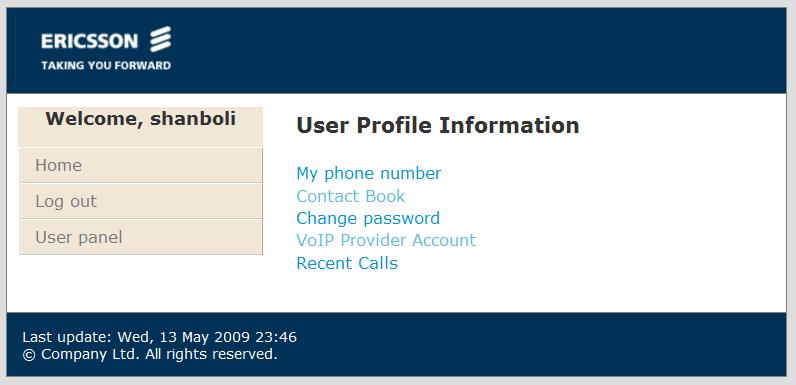 ERICSSON
TAKING YOU FORWARD
Welcome, shanboli
Home
Log out
User panel
User Profile Information
My phone number
Contact Book
Change password
VoIP Provider Account
Recent Calls
Last update: Wed, 13 May 2009 23:46
© Company Ltd. All rights reserved.